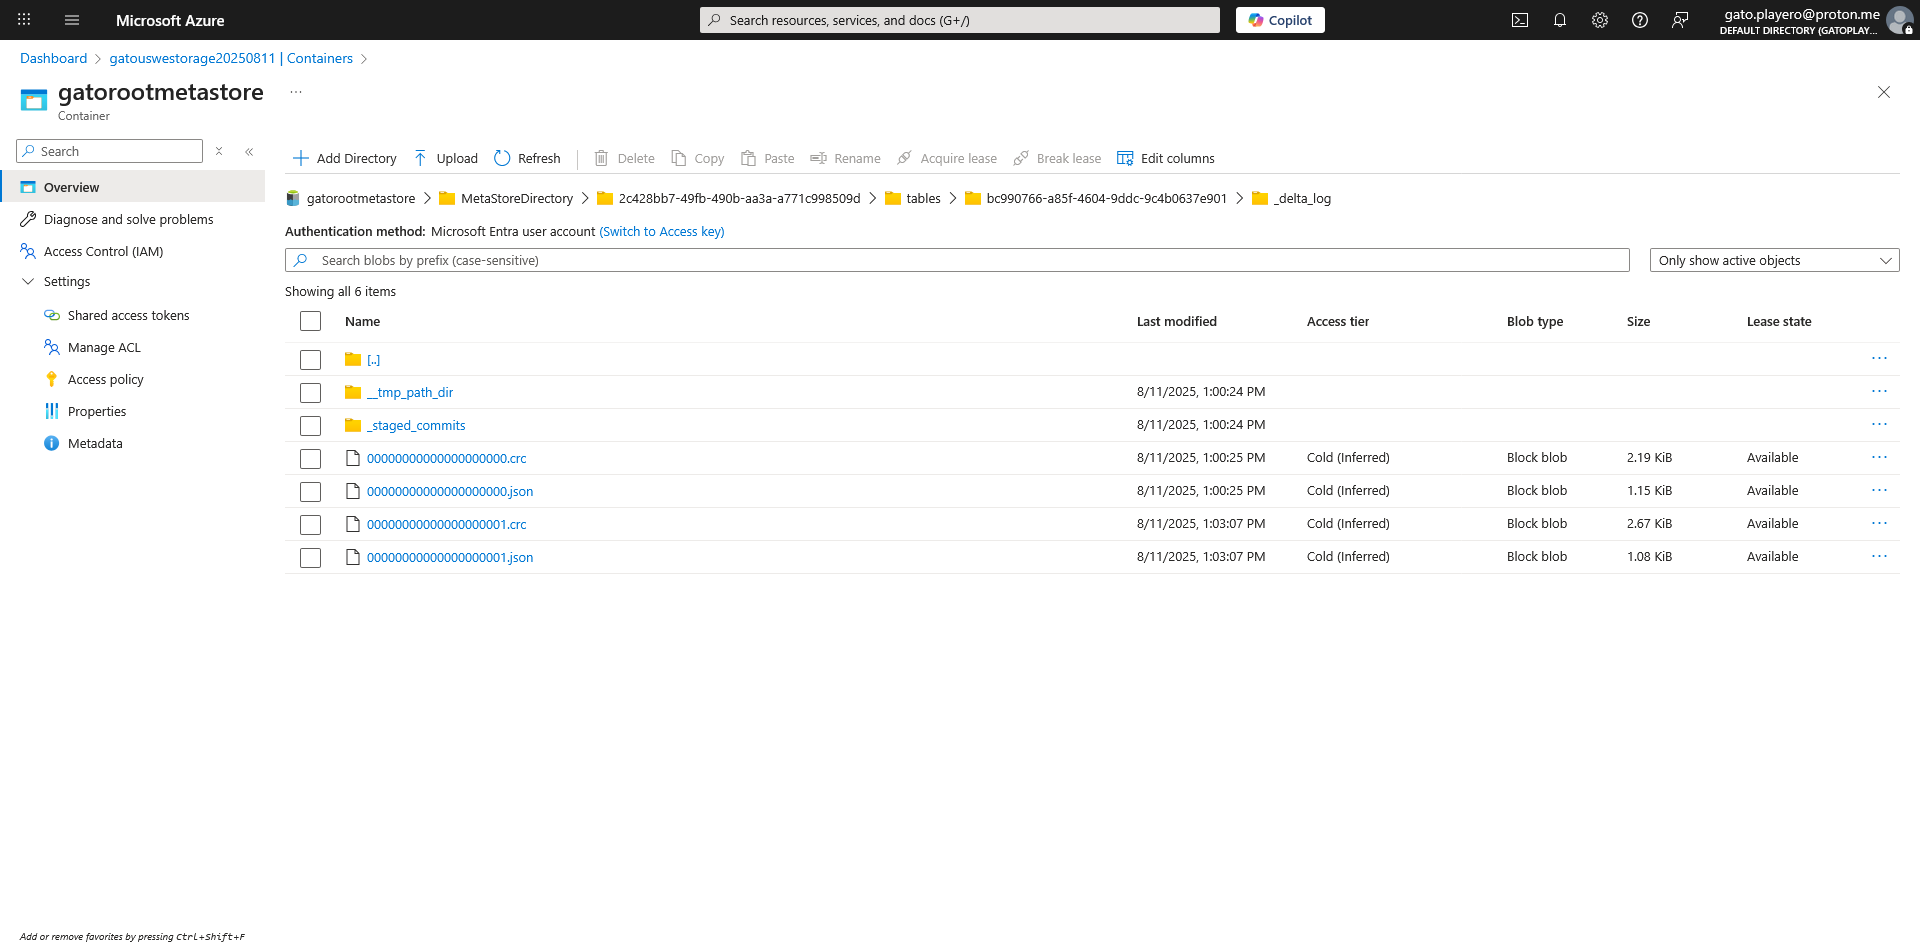 Microsoft Azure
Search resources, services, and docs (G+/)
Copilot
gato.playero@proton.me
DEFAULT DIRECTORY (GATOPLAY...
Dashboard > gatouswestorage20250811 | Containers >
gatorootmetastore ...
Container
Search
Overview
Diagnose and solve problems
Access Control (IAM)
Settings
Shared access tokens
Manage ACL
Access policy
Properties
Metadata
Add Directory Upload Refresh Delete Copy Paste Rename Acquire lease Break lease Edit columns
gatorootmetastore > MetaStoreDirectory > 2c428bb7-49fb-490b-aa3a-a771c998509d > tables > bc990766-a85f-4604-9ddc-9c4b0637e901 > _delta_log
Authentication method: Microsoft Entra user account (Switch to Access key)
Search blobs by prefix (case-sensitive)
Only show active objects
Showing all 6 items
Name Last modified Access tier Blob type Size Lease state
[..]
__tmp_path_dir 8/11/2025, 1:00:24 PM
_staged_commits 8/11/2025, 1:00:24 PM
00000000000000000000.crc 8/11/2025, 1:00:25 PM Cold (Inferred) Block blob 2.19 KiB Available
00000000000000000000.json 8/11/2025, 1:00:25 PM Cold (Inferred) Block blob 1.15 KiB Available
00000000000000000001.crc 8/11/2025, 1:03:07 PM Cold (Inferred) Block blob 2.67 KiB Available
00000000000000000001.json 8/11/2025, 1:03:07 PM Cold (Inferred) Block blob 1.08 KiB Available
Add or remove favorites by pressing Ctrl+Shift+F